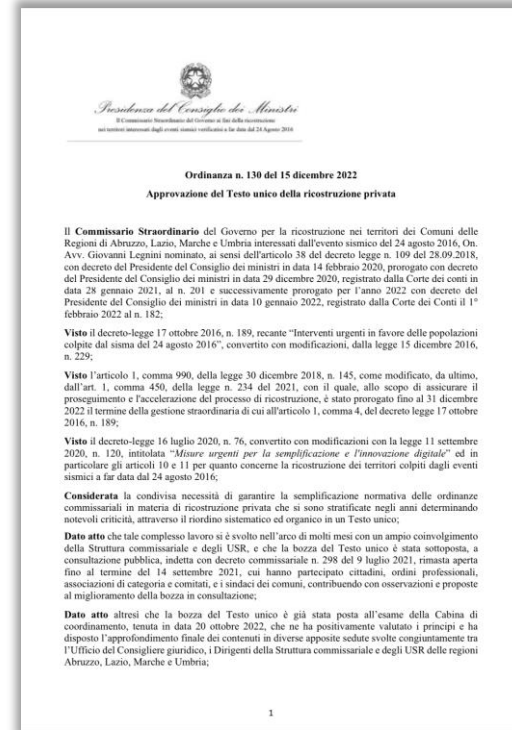 Presidenza del Consiglio dei Ministri
Il Commissario Straordinario del Governo ai fini della ricostruzione
nei territori interessati dagli eventi sismici verificatisi a far data dal 24 Agosto 2016
Ordinanza n. 130 del 15 dicembre 2022
Approvazione del Testo unico della ricostruzione privata
Il Commissario Straordinario del Governo per la ricostruzione nei territori dei Comuni delle
Regioni di Abruzzo, Lazio, Marche e Umbria interessati dall'evento sismico del 24 agosto 2016, On.
Avv. Giovanni Legnini nominato, ai sensi dell'articolo 38 del decreto legge n. 109 del 28.09.2018,
con decreto del Presidente del Consiglio dei ministri in data 14 febbraio 2020, prorogato con decreto
del Presidente del Consiglio dei ministri in data 29 dicembre 2020, registrato dalla Corte dei conti in
data 28 gennaio 2021, al n. 201 e successivamente prorogato per l'anno 2022 con decreto del
Presidente del Consiglio dei ministri in data 10 gennaio 2022, registrato dalla Corte dei Conti il 1°
febbraio 2022 al n. 182;
Visto il decreto-legge 17 ottobre 2016, n. 189, recante “Interventi urgenti in favore delle popolazioni
colpite dal sisma del 24 agosto 2016”, convertito con modificazioni, dalla legge 15 dicembre 2016,
n. 229;
Visto l'articolo 1, comma 990, della legge 30 dicembre 2018, n. 145, come modificato, da ultimo,
dall'art. 1, comma 450, della legge n. 234 del 2021, con il quale, allo scopo di assicurare il
proseguimento e l'accelerazione del processo di ricostruzione, è stato prorogato fino al 31 dicembre
2022 il termine della gestione straordinaria di cui all'articolo 1, comma 4, del decreto legge 17 ottobre
2016, n. 189;
Visto il decreto-legge 16 luglio 2020, n. 76, convertito con modificazioni con la legge 11 settembre
2020, n. 120, intitolata “Misure urgenti per la semplificazione e l'innovazione digitale” ed in
particolare gli articoli 10 e 11 per quanto concerne la ricostruzione dei territori colpiti dagli eventi
sismici a far data dal 24 agosto 2016;
Considerata la condivisa necessità di garantire la semplificazione normativa delle ordinanze
commissariali in materia di ricostruzione privata che si sono stratificate negli anni determinando
notevoli criticità, attraverso il riordino sistematico ed organico in un Testo unico;
Dato atto che tale complesso lavoro si è svolto nell'arco di molti mesi con un ampio coinvolgimento
della Struttura commissariale e degli USR, e che la bozza del Testo unico è stata sottoposta, a
consultazione pubblica, indetta con decreto commissariale n. 298 del 9 luglio 2021, rimasta aperta
fino al termine del 14 settembre 2021, cui hanno partecipato cittadini, ordini professionali,
associazioni di categoria e comitati, e i sindaci dei comuni, contribuendo con osservazioni e proposte
al miglioramento della bozza in consultazione;
Dato atto altresì che la bozza del Testo unico è già stata posta all'esame della Cabina di
coordinamento, tenuta in data 20 ottobre 2022, che ne ha positivamente valutato i principi e ha
disposto l'approfondimento finale dei contenuti in diverse apposite sedute svolte congiuntamente tra
l'Ufficio del Consigliere giuridico, i Dirigenti della Struttura commissariale e degli USR delle regioni
Abruzzo, Lazio, Marche e Umbria;
1